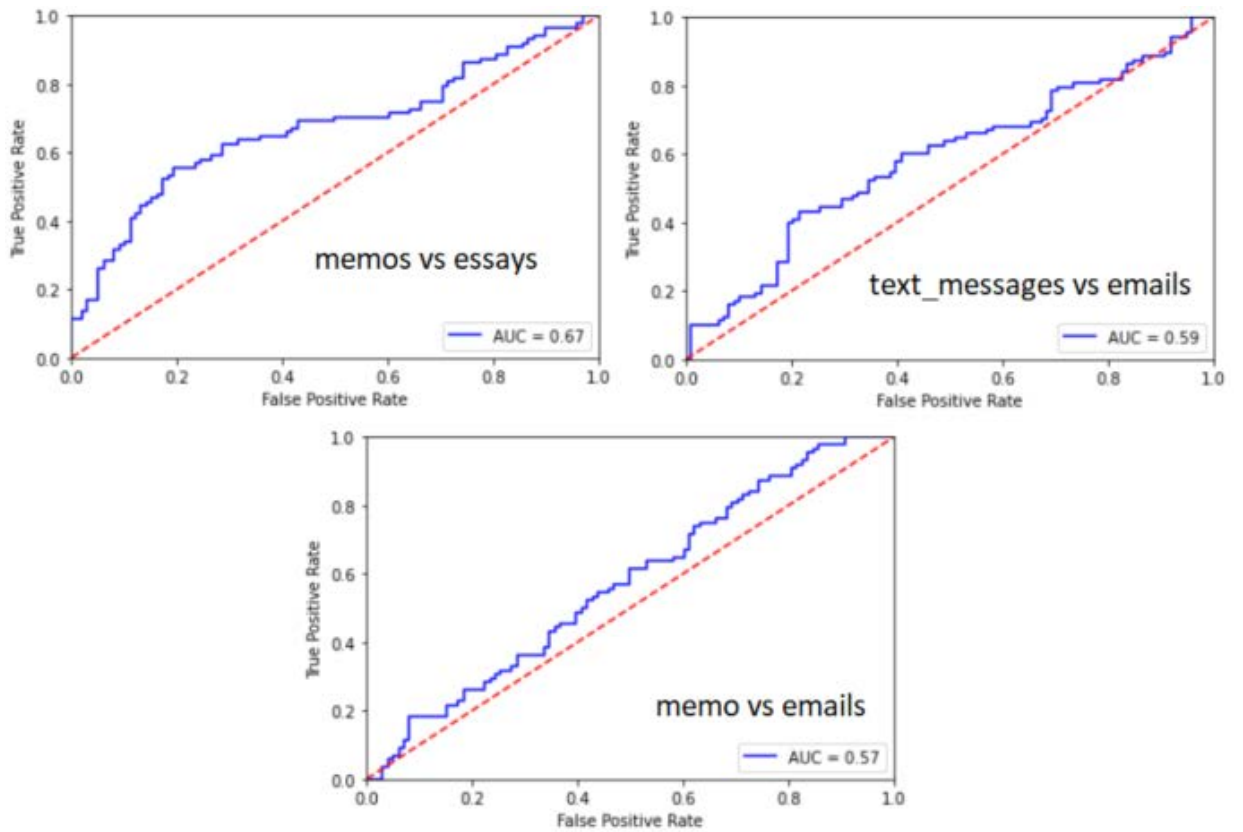 1.0
0.8
0.6
0.4
0.2
0.0
True Positive Rate
memos vs essays
AUC = 0.67
0.0 0.2 0.4 0.6 0.8 1.0
False Positive Rate
1.0
0.8
0.6
0.4
0.2
0.0
True Positive Rate
text_messages vs emails
AUC = 0.59
0.0 0.2 0.4 0.6 0.8 1.0
False Positive Rate
1.0
0.8
0.6
0.4
0.2
0.0
True Positive Rate
memo vs emails
AUC = 0.57
0.0 0.2 0.4 0.6 0.8 1.0
False Positive Rate